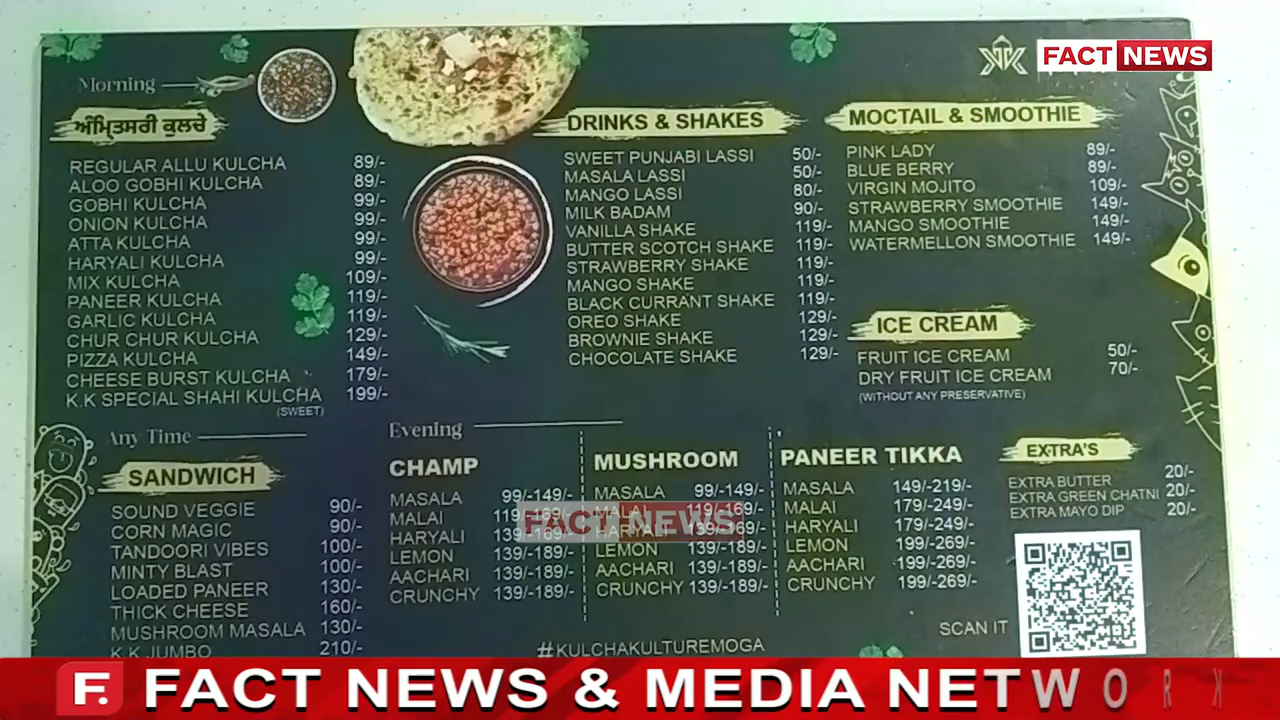 FACT NEWS
Morning
ਅੰਮ੍ਰਿਤਸਰੀ ਕੁਲਚੇ
REGULAR ALLU KULCHA 89/-
ALOO GOBHI KULCHA 89/-
GOBHI KULCHA 99/-
ONION KULCHA 99/-
ATTA KULCHA 99/-
HARYALI KULCHA 99/-
MIX KULCHA 109/-
PANEER KULCHA 119/-
GARLIC KULCHA 119/-
CHUR CHUR KULCHA 129/-
PIZZA KULCHA 149/-
CHEESE BURST KULCHA 179/-
K.K SPECIAL SHAHI KULCHA 199/-
(SWEET)
DRINKS & SHAKES
SWEET PUNJABI LASSI 50/-
MASALA LASSI 50/-
MANGO LASSI 80/-
MILK BADAM 90/-
VANILLA SHAKE 119/-
BUTTER SCOTCH SHAKE 119/-
STRAWBERRY SHAKE 119/-
MANGO SHAKE 119/-
BLACK CURRANT SHAKE 119/-
OREO SHAKE 129/-
BROWNIE SHAKE 129/-
CHOCOLATE SHAKE 129/-
MOCTAIL & SMOOTHIE
PINK LADY 89/-
BLUE BERRY 89/-
VIRGIN MOJITO 109/-
STRAWBERRY SMOOTHIE 149/-
MANGO SMOOTHIE 149/-
WATERMELLON SMOOTHIE 149/-
ICE CREAM
FRUIT ICE CREAM 50/-
DRY FRUIT ICE CREAM 70/-
(WITHOUT ANY PRESERVATIVE)
Any Time
SANDWICH
SOUND VEGGIE 90/-
CORN MAGIC 90/-
TANDOORI VIBES 100/-
MINTY BLAST 100/-
LOADED PANEER 130/-
THICK CHEESE 160/-
MUSHROOM MASALA 130/-
K.K JUMBO 210/-
Evening
CHAMP
MASALA 99/-149/-
MALAI 119/-169/-
HARYALI 139/-169/-
LEMON 139/-189/-
AACHARI 139/-189/-
CRUNCHY 139/-189/-
MUSHROOM
MASALA 99/-149/-
MALAI 119/-169/-
HARYALI 139/-169/-
LEMON 139/-189/-
AACHARI 139/-189/-
CRUNCHY 139/-189/-
PANEER TIKKA
MASALA 149/-219/-
MALAI 179/-249/-
HARYALI 179/-249/-
LEMON 199/-269/-
AACHARI 199/-269/-
CRUNCHY 199/-269/-
EXTRA'S
EXTRA BUTTER 20/-
EXTRA GREEN CHATNI 20/-
EXTRA MAYO DIP 20/-
FACT NEWS
SCAN IT
#KULCHAKULTUREMOGA
F. FACT NEWS & MEDIA NETWORK